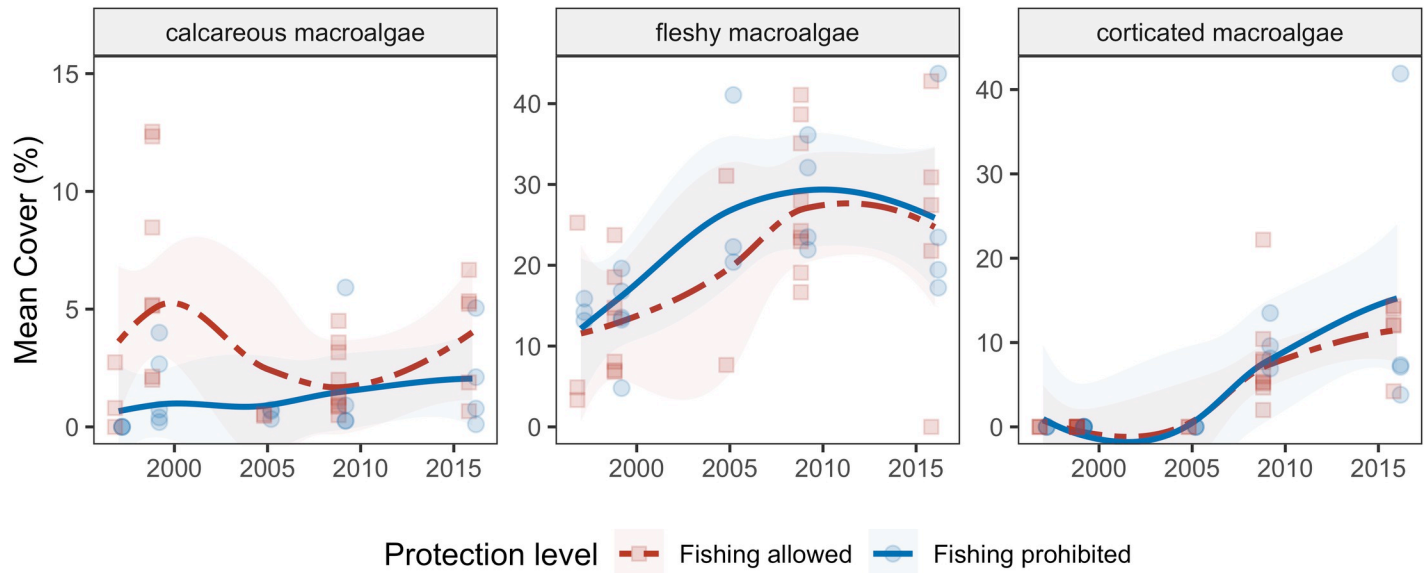 calcareous macroalgae
fleshy macroalgae
corticated macroalgae
Mean Cover (%)
15
10
5
0
2000 2005 2010 2015
40
30
20
10
0
2000 2005 2010 2015
40
30
20
10
0
2000 2005 2010 2015
Protection level Fishing allowed Fishing prohibited